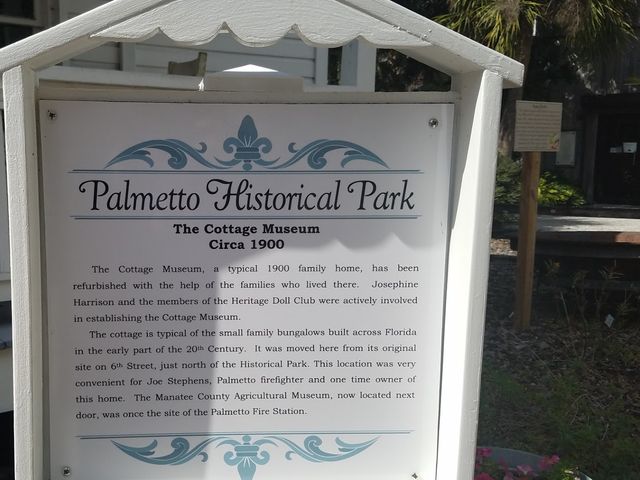 Palmetto Historical Park
The Cottage Museum
Circa 1900
The Cottage Museum, a typical 1900 family home, has been
refurbished with the help of the families who lived there. Josephine
Harrison and the members of the Heritage Doll Club were actively involved
in establishing the Cottage Museum.
The cottage is typical of the small family bungalows built across Florida
in the early part of the 20th Century. It was moved here from its original
site on 6th Street, just north of the Historical Park. This location was very
convenient for Joe Stephens, Palmetto firefighter and one time owner of
this home. The Manatee County Agricultural Museum, now located next
door, was once the site of the Palmetto Fire Station.